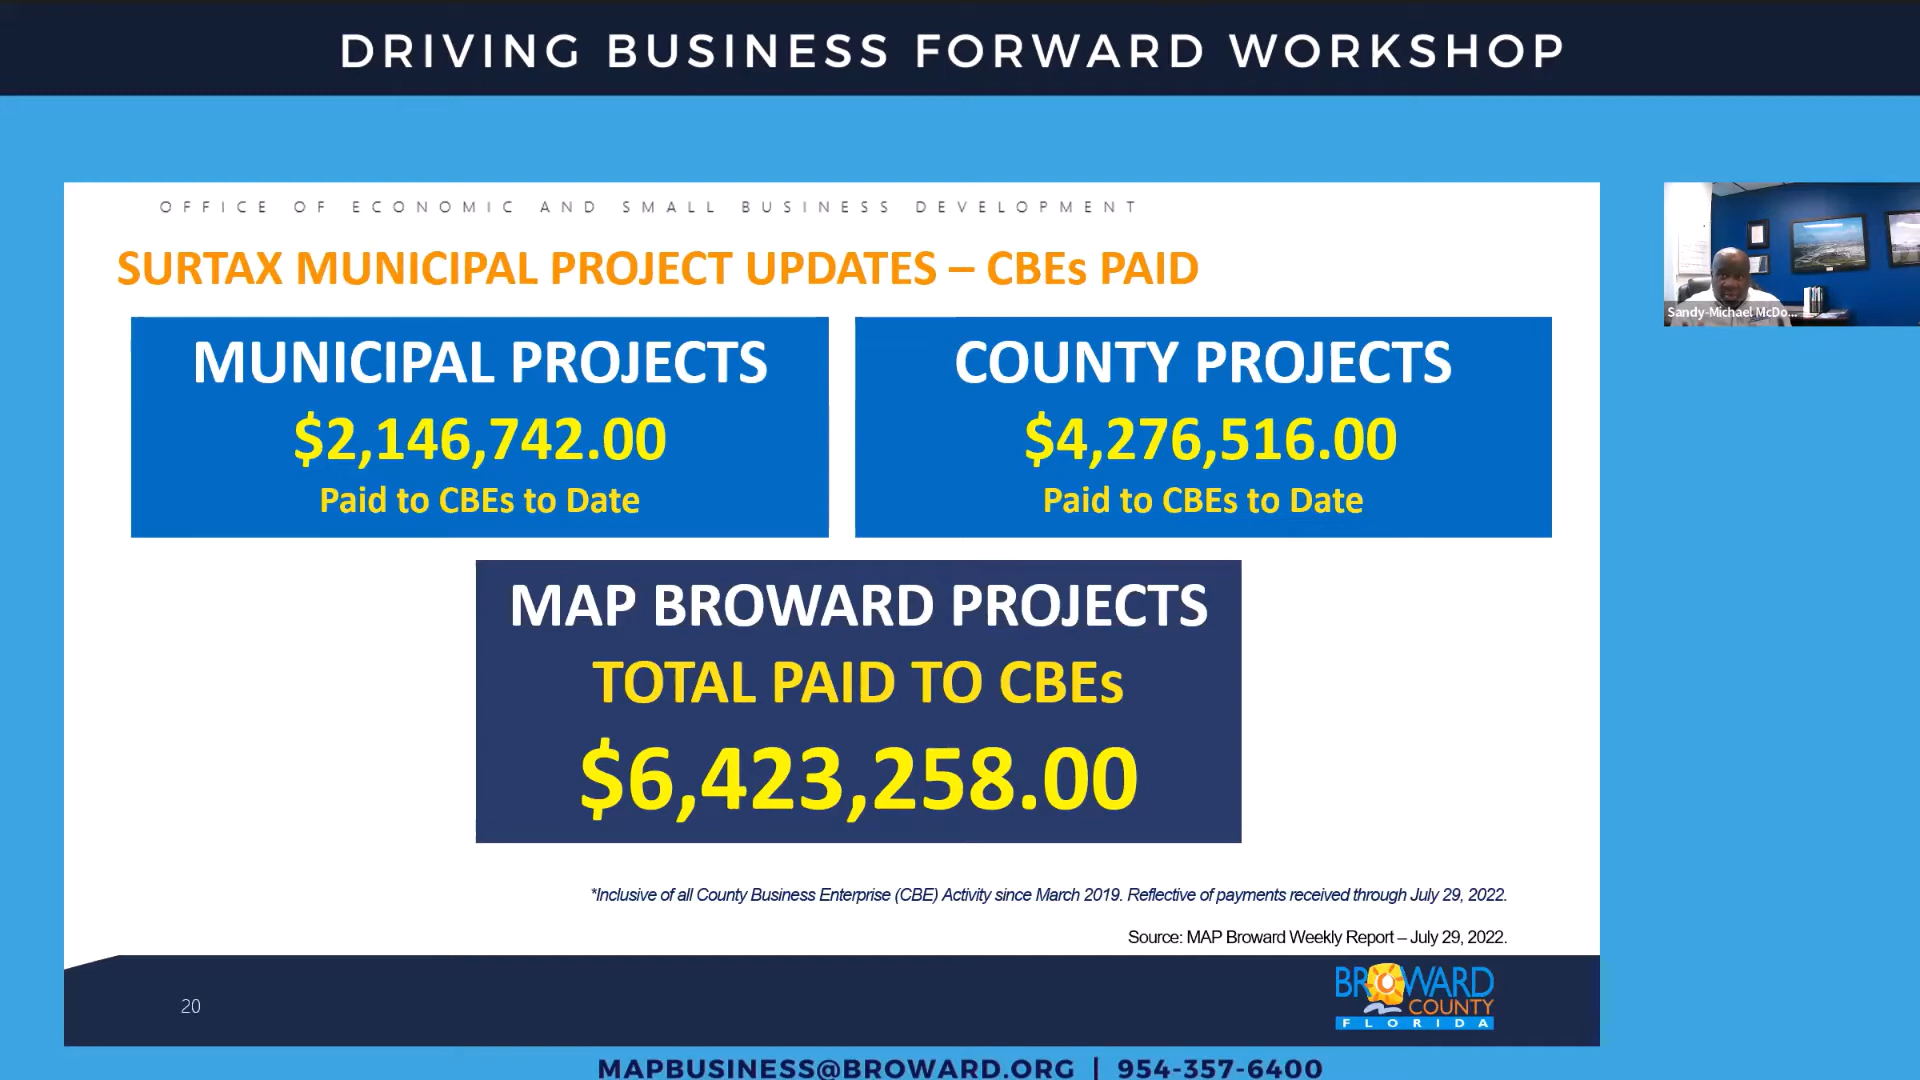 DRIVING BUSINESS FORWARD WORKSHOP
OFFICE OF ECONOMIC AND SMALL BUSINESS DEVELOPMENT
SURTAX MUNICIPAL PROJECT UPDATES – CBEs PAID
MUNICIPAL PROJECTS
$2,146,742.00
Paid to CBEs to Date
COUNTY PROJECTS
$4,276,516.00
Paid to CBEs to Date
MAP BROWARD PROJECTS
TOTAL PAID TO CBEs
$6,423,258.00
*Inclusive of all County Business Enterprise (CBE) Activity since March 2019. Reflective of payments received through July 29, 2022.
Source: MAP Broward Weekly Report – July 29, 2022.
20
BROWARD
COUNTY
FLORIDA
Sandy-Michael McDo...
MAPBUSINESS@BROWARD.ORG | 954-357-6400